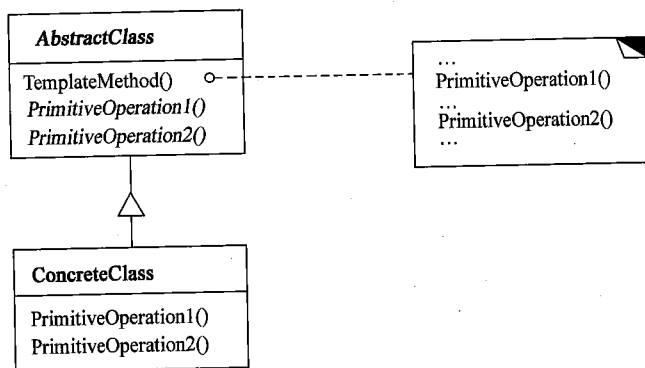 AbstractClass
TemplateMethod()
PrimitiveOperation1()
PrimitiveOperation2()
...
PrimitiveOperation1()
...
PrimitiveOperation2()
...
ConcreteClass
PrimitiveOperation1()
PrimitiveOperation2()